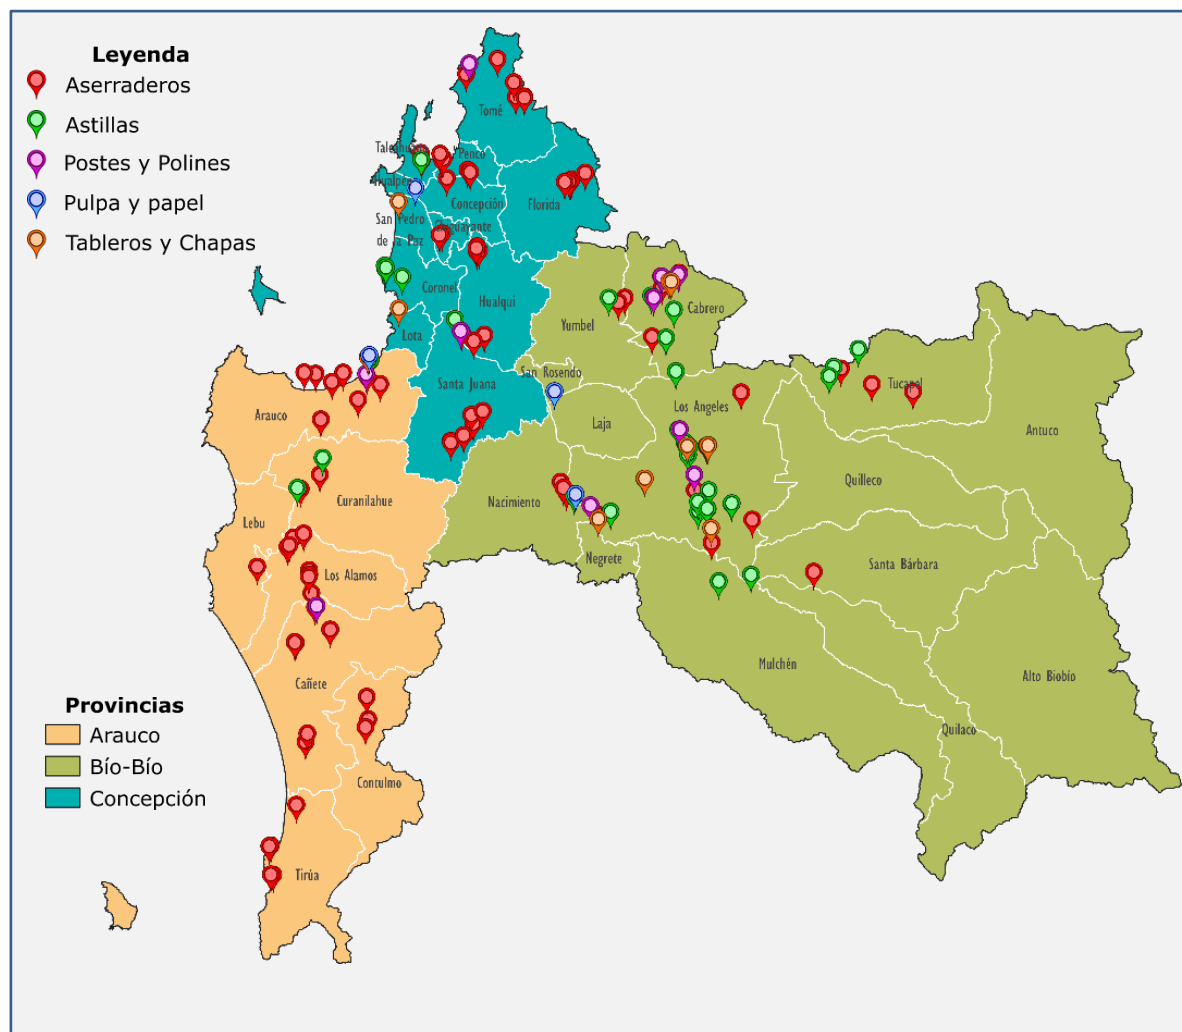 Leyenda
Aserraderos
Astillas
Postes y Polines
Pulpa y papel
Tableros y Chapas
Tomé
Penco
Concepción
Florida
San Pedro
de la Paz
Coronel
Hualqui
Lota
Santa Juana
Yumbel
Cabrero
San Rosendo
Laja
Los Angeles
Tucapel
Antuco
Quilleco
Arauco
Curanilahue
Nacimiento
Lebu
Negrete
Los Alamos
Santa Bárbara
Mulchén
Alto Biobío
Quilaco
Cañete
Contulmo
Tirúa
Provincias
Arauco
Bío-Bío
Concepción